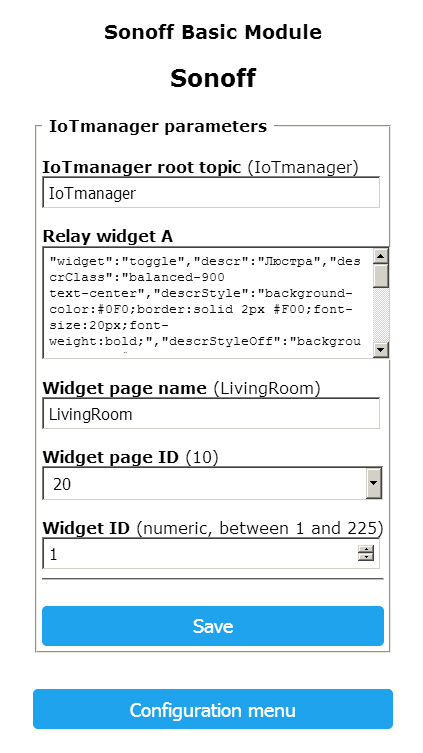 Sonoff Basic Module
Sonoff
IoTmanager parameters
IoTmanager root topic (IoTmanager)
IoTmanager
Relay widget A
"widget":"toggle","descr":"Люстра","des
crClass":"balanced-900
text-center","descrStyle":"background-
color:#0F0;border:solid 2px #F00;font-
size:20px;font-
weight:bold;","descrStyleOff":"backgrou
Widget page name (LivingRoom)
LivingRoom
Widget page ID (10)
20
Widget ID (numeric, between 1 and 225)
1
Save
Configuration menu